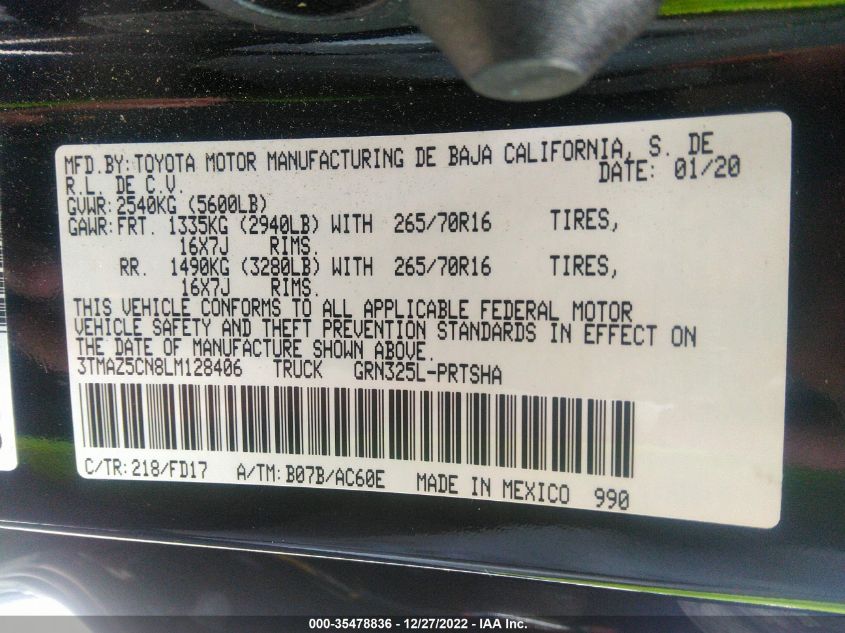 MFD.BY:TOYOTA MOTOR MANUFACTURING DE BAJA CALIFORNIA, S. DE
R.L. DE C.V. DATE: 01/20
GVWR:2540KG (5600LB)
GAWR:FRT. 1335KG (2940LB) WITH 265/70R16 TIRES,
16X7J RIMS.
RR. 1490KG (3280LB) WITH 265/70R16 TIRES,
16X7J RIMS.
THIS VEHICLE CONFORMS TO ALL APPLICABLE FEDERAL MOTOR
VEHICLE SAFETY AND THEFT PREVENTION STANDARDS IN EFFECT ON
THE DATE OF MANUFACTURE SHOWN ABOVE.
3TMAZ5CN8LM128406 TRUCK GRN325L-PRTSHA
C/TR:218/FD17 A/TM:B07B/AC60E MADE IN MEXICO 990
000-35478836 - 12/27/2022 - IAA Inc.